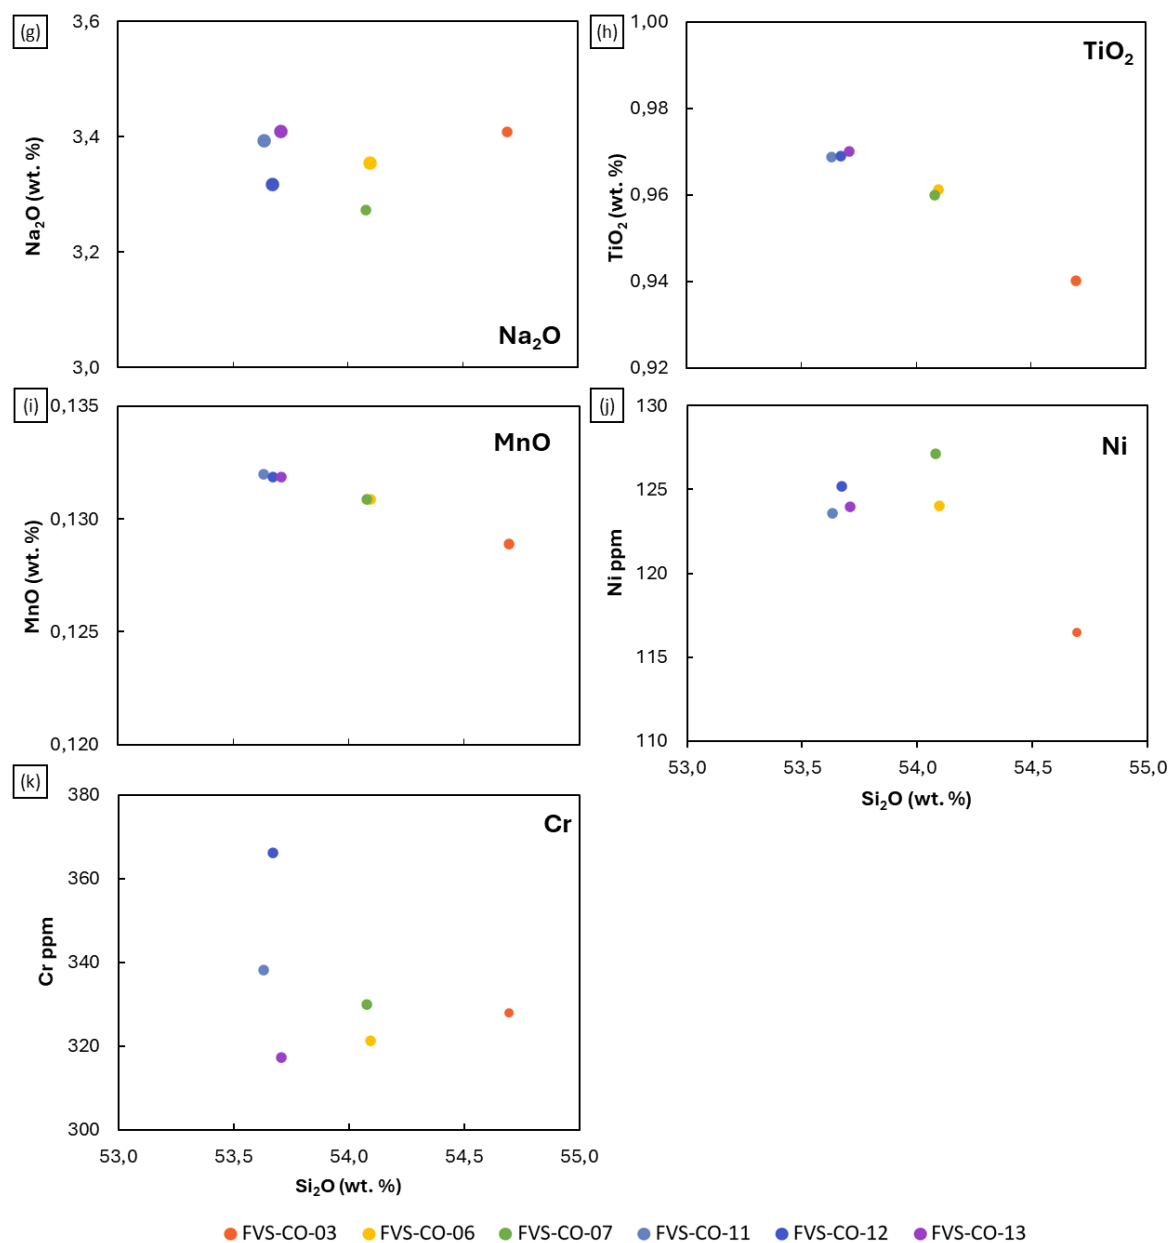 (g)
3,6
3,4
3,2
3,0
Na₂O (wt. %)
Na₂O
(h)
1,00
0,98
0,96
0,94
0,92
TiO₂ (wt. %)
TiO₂
(i)
0,135
0,130
0,125
0,120
MnO (wt. %)
MnO
(j)
130
125
120
115
110
Ni ppm
Ni
53,0 53,5 54,0 54,5 55,0
Si₂O (wt. %)
(k)
380
360
340
320
300
Cr ppm
Cr
53,0 53,5 54,0 54,5 55,0
Si₂O (wt. %)
FVS-CO-03 FVS-CO-06 FVS-CO-07 FVS-CO-11 FVS-CO-12 FVS-CO-13